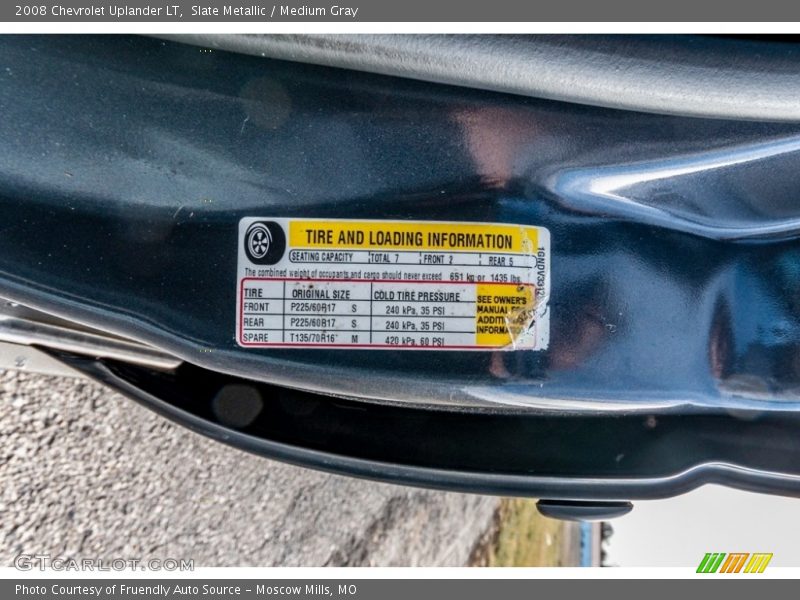 2008 Chevrolet Uplander LT, Slate Metallic / Medium Gray
TIRE AND LOADING INFORMATION
SEATING CAPACITY TOTAL 7 FRONT 2 REAR 5
The combined weight of occupants and cargo should never exceed 651 kg or 1435 lbs
TIRE ORIGINAL SIZE COLD TIRE PRESSURE
FRONT P225/60R17 S 240 kPa, 35 PSI
REAR P225/60R17 S 240 kPa, 35 PSI
SPARE T135/70R16 M 420 kPa, 60 PSI
SEE OWNER'S
MANUAL
ADDITI
INFORMA
GTCARLOT.COM
Photo Courtesy of Fruendly Auto Source – Moscow Mills, MO